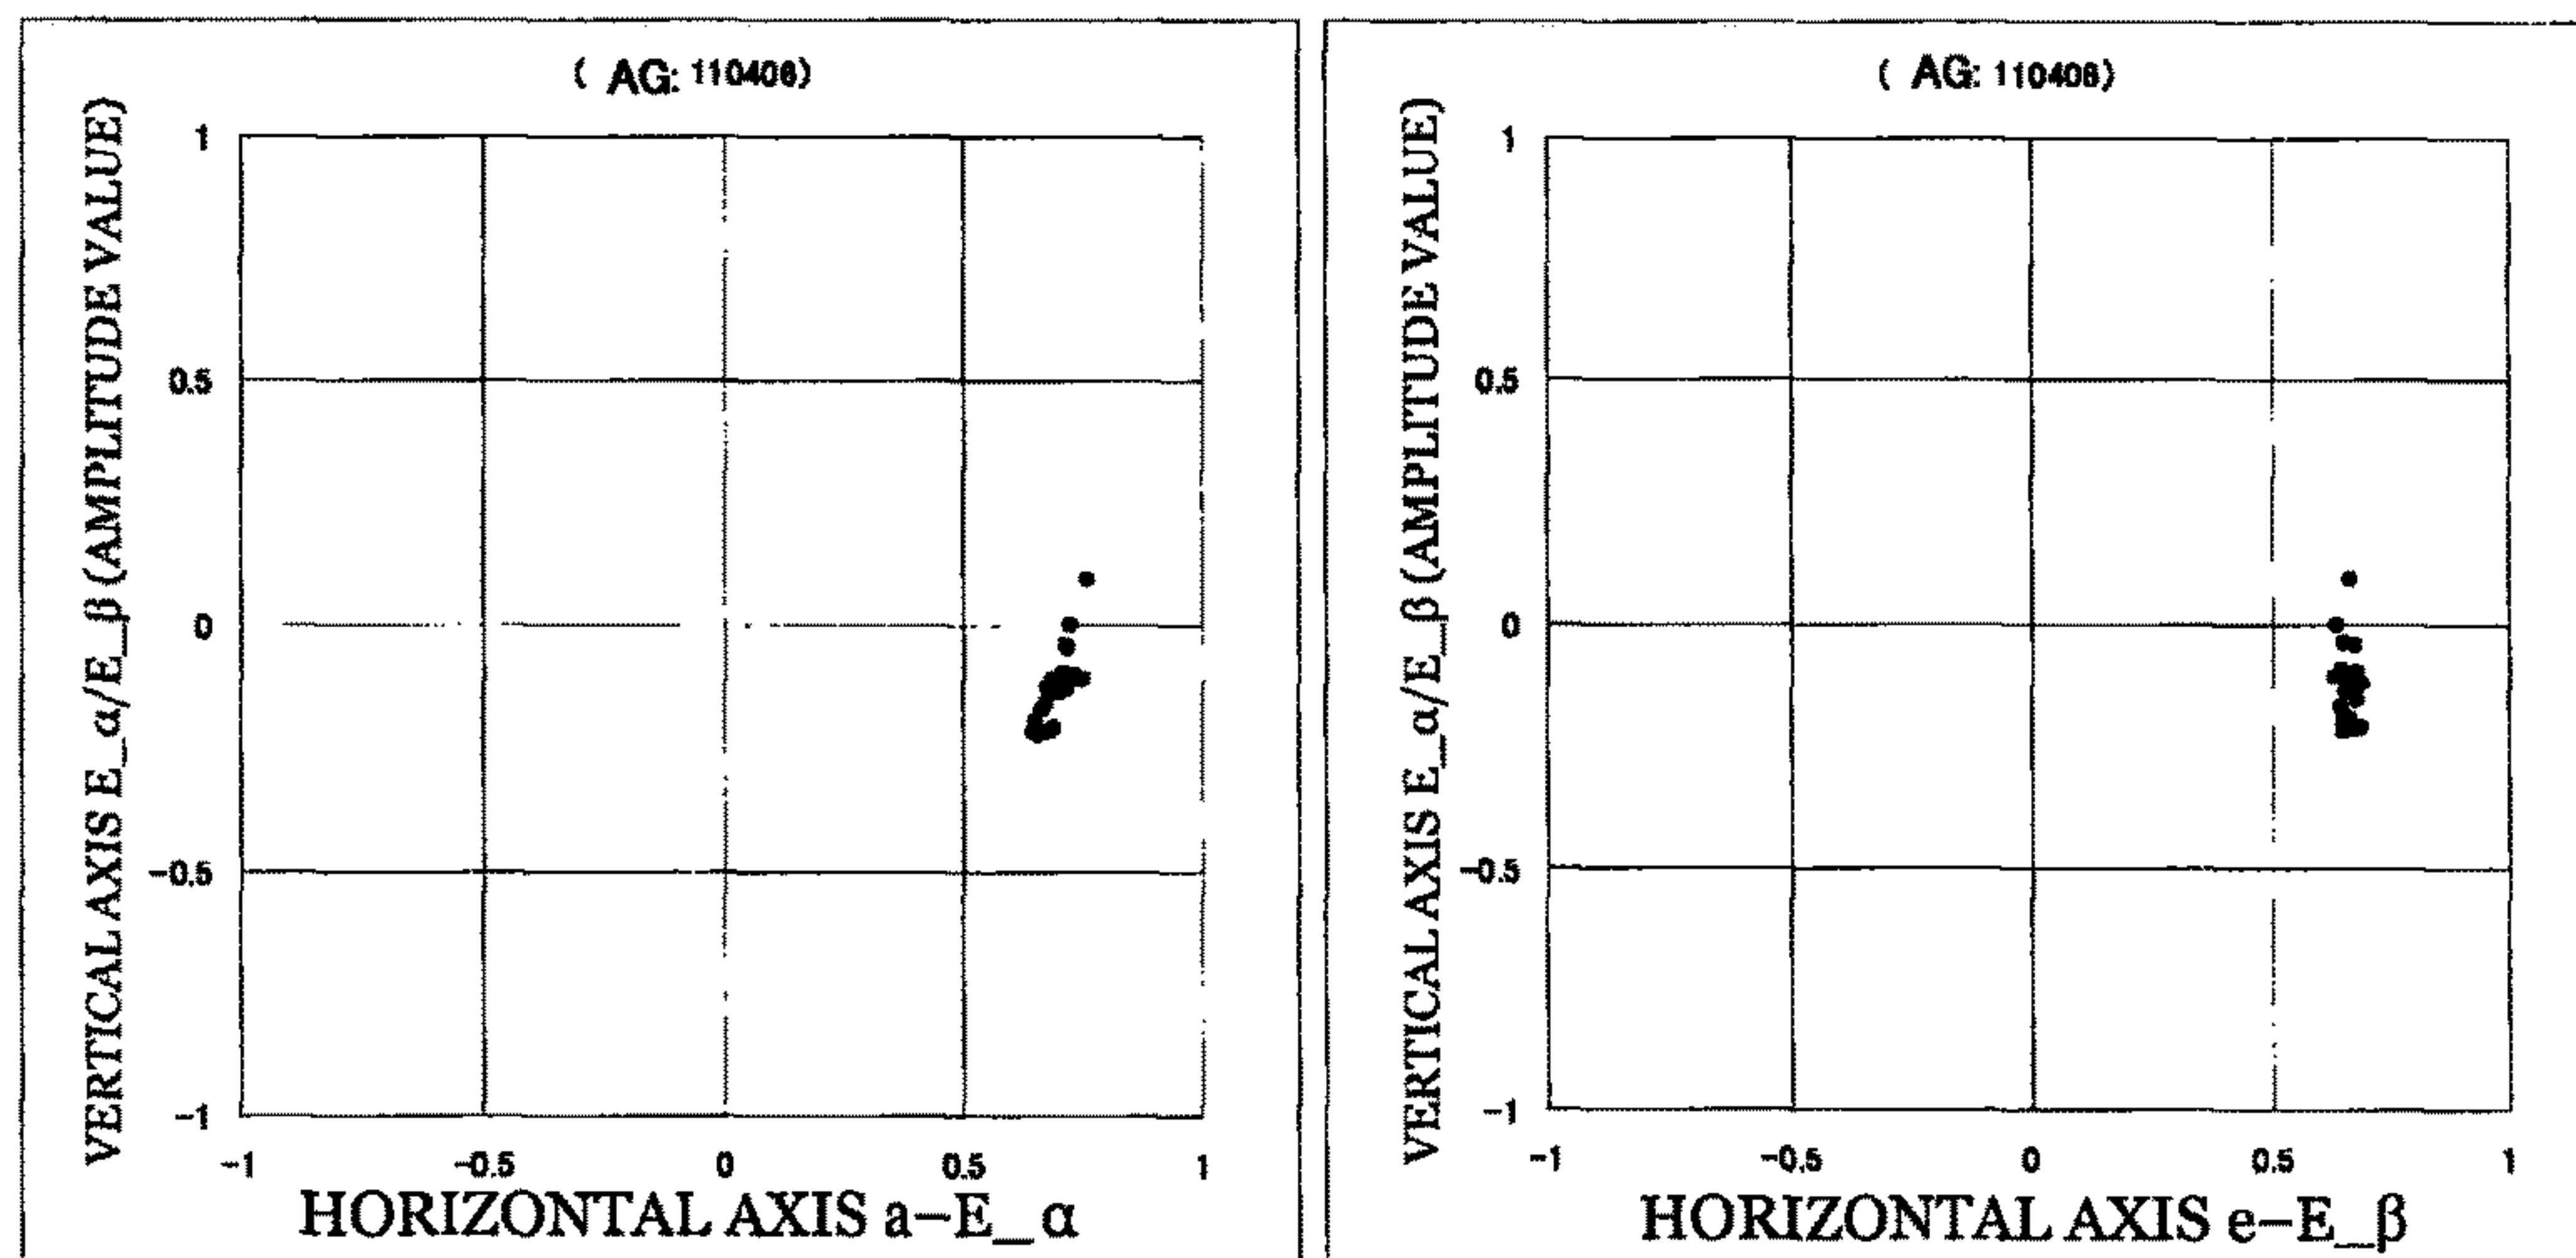 ( AG: 110406)
VERTICAL AXIS E_α/E_β (AMPLITUDE VALUE)
1
0.5
0
-0.5
-1
-1 -0.5 0 0.5 1
HORIZONTAL AXIS a-E_α
( AG: 110406)
VERTICAL AXIS E_α/E_β (AMPLITUDE VALUE)
1
0.5
0
-0.5
-1
-1 -0.5 0 0.5 1
HORIZONTAL AXIS e-E_β